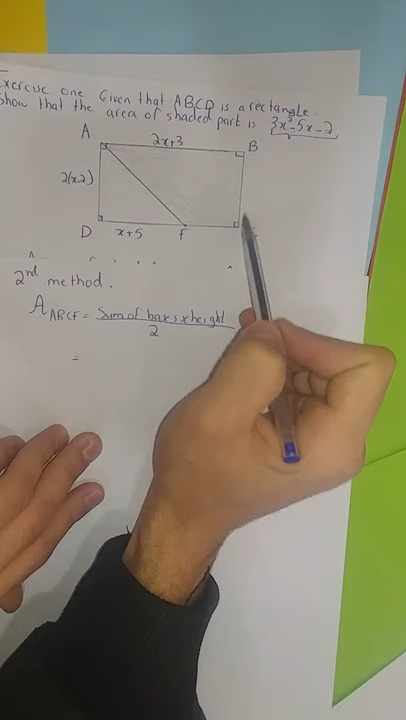 xercise one Given that ABCD is a rectangle.
Show that the area of shaded part is 3x²-5x-2
A
2x+3
B
2(x-2)
D
x+5
F
2nd method.
A ABCF = Sum of bases x height
2
=